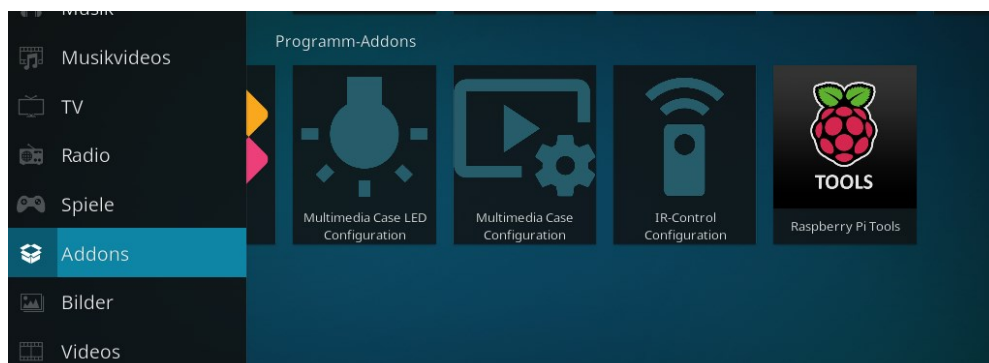 Musik
Musikvideos
TV
Radio
Spiele
Addons
Bilder
Videos
Programm-Addons
Multimedia Case LED
Configuration
Multimedia Case
Configuration
IR-Control
Configuration
TOOLS
Raspberry Pi Tools